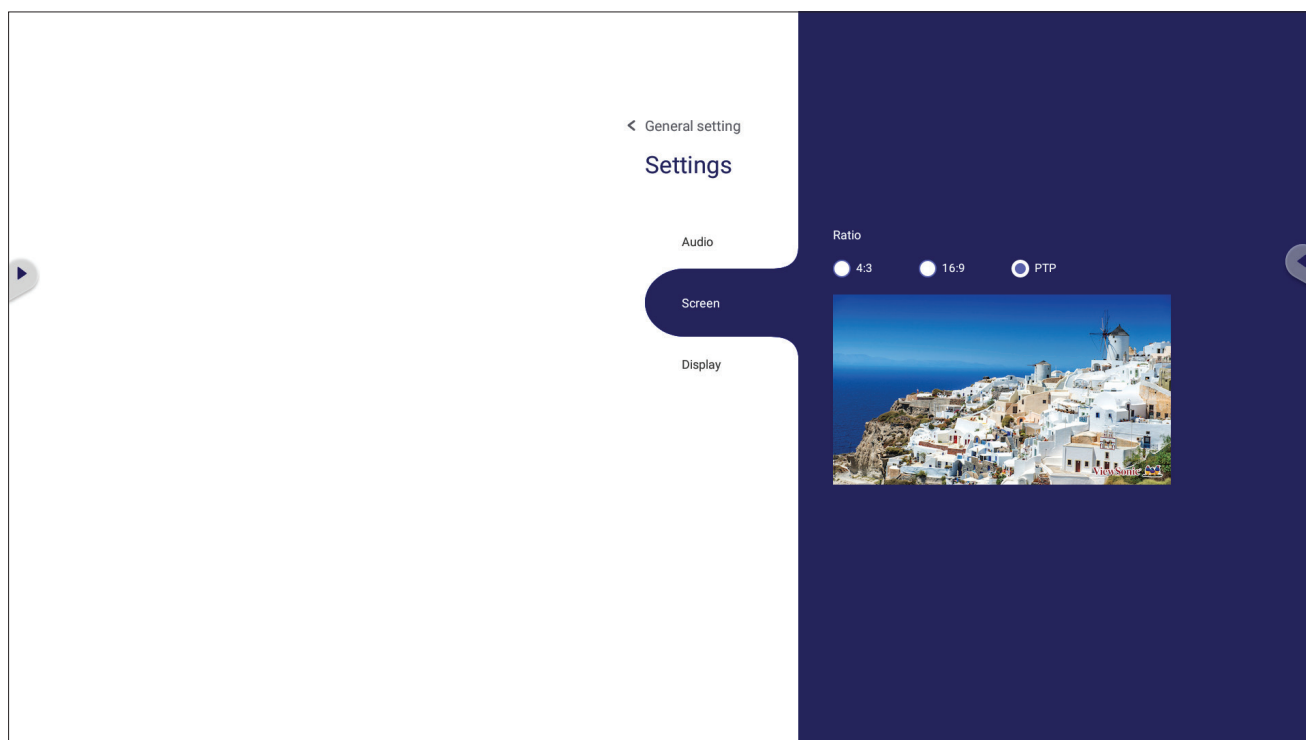 General setting
Settings
Audio
Screen
Display
Ratio
4:3 16:9 PTP
ViewSonic